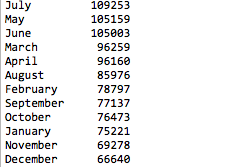 July 109253
May 105159
June 105003
March 96259
April 96160
August 85976
February 78797
September 77137
October 76473
January 75221
November 69278
December 66640